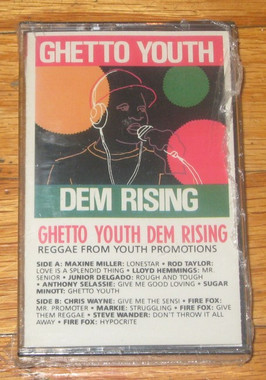 GHETTO YOUTH
DEM RISING
GHETTO YOUTH DEM RISING
REGGAE FROM YOUTH PROMOTIONS
SIDE A: MAXINE MILLER: LONESTAR • ROD TAYLOR:
LOVE IS A SPLENDID THING • LLOYD HEMMINGS: MR.
SENIOR • JUNIOR DELGADO: ROUGH AND TOUGH
• ANTHONY SELASSIE: GIVE ME GOOD LOVING • SUGAR
MINOTT: GHETTO YOUTH
SIDE B: CHRIS WAYNE: GIVE ME THE SENSI • FIRE FOX:
MR. PROMOTER • MARKIE: STRUGGLING • FIRE FOX: GIVE
THEM REGGAE • STEVE WANDER: DON'T THROW IT ALL
AWAY • FIRE FOX: HYPOCRITE